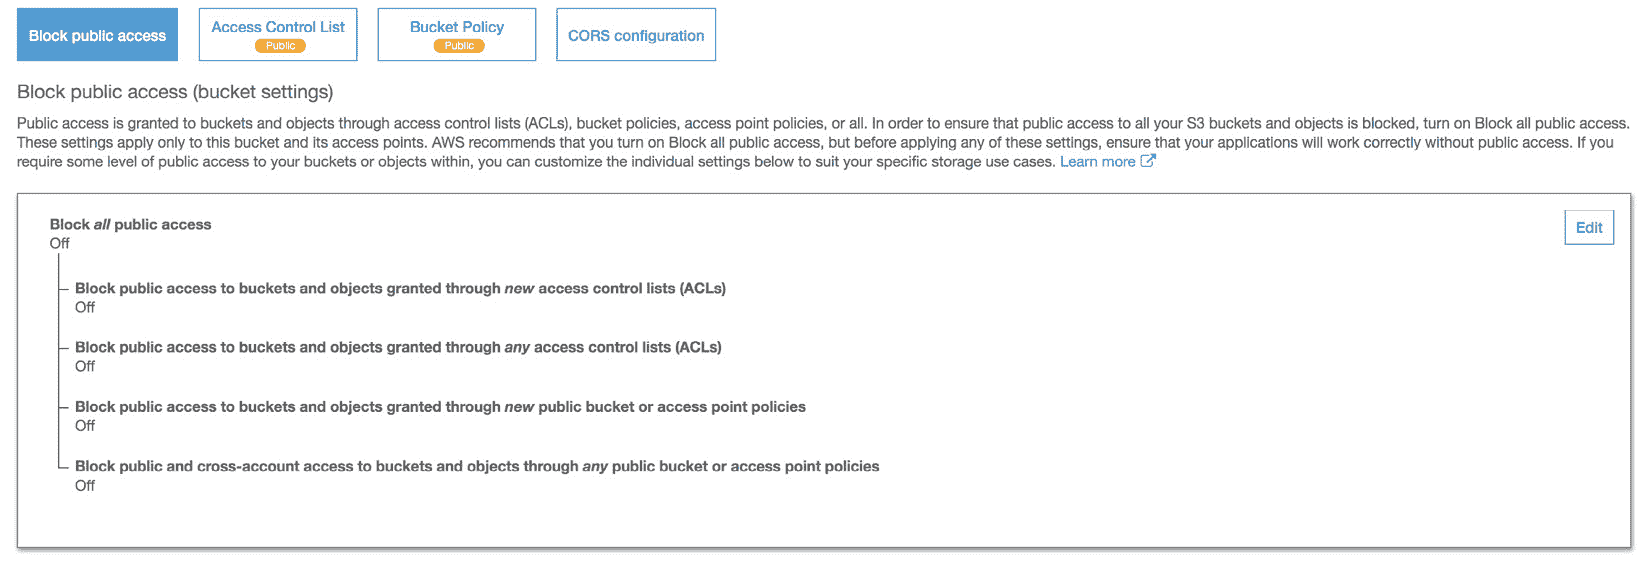 Block public access
Access Control List
Public
Bucket Policy
Public
CORS configuration
Block public access (bucket settings)
Public access is granted to buckets and objects through access control lists (ACLs), bucket policies, access point policies, or all. In order to ensure that public access to all your S3 buckets and objects is blocked, turn on Block all public access.
These settings apply only to this bucket and its access points. AWS recommends that you turn on Block all public access, but before applying any of these settings, ensure that your applications will work correctly without public access. If you
require some level of public access to your buckets or objects within, you can customize the individual settings below to suit your specific storage use cases. Learn more
Block all public access
Edit
Off
Block public access to buckets and objects granted through new access control lists (ACLs)
Off
Block public access to buckets and objects granted through any access control lists (ACLs)
Off
Block public access to buckets and objects granted through new public bucket or access point policies
Off
Block public and cross-account access to buckets and objects through any public bucket or access point policies
Off